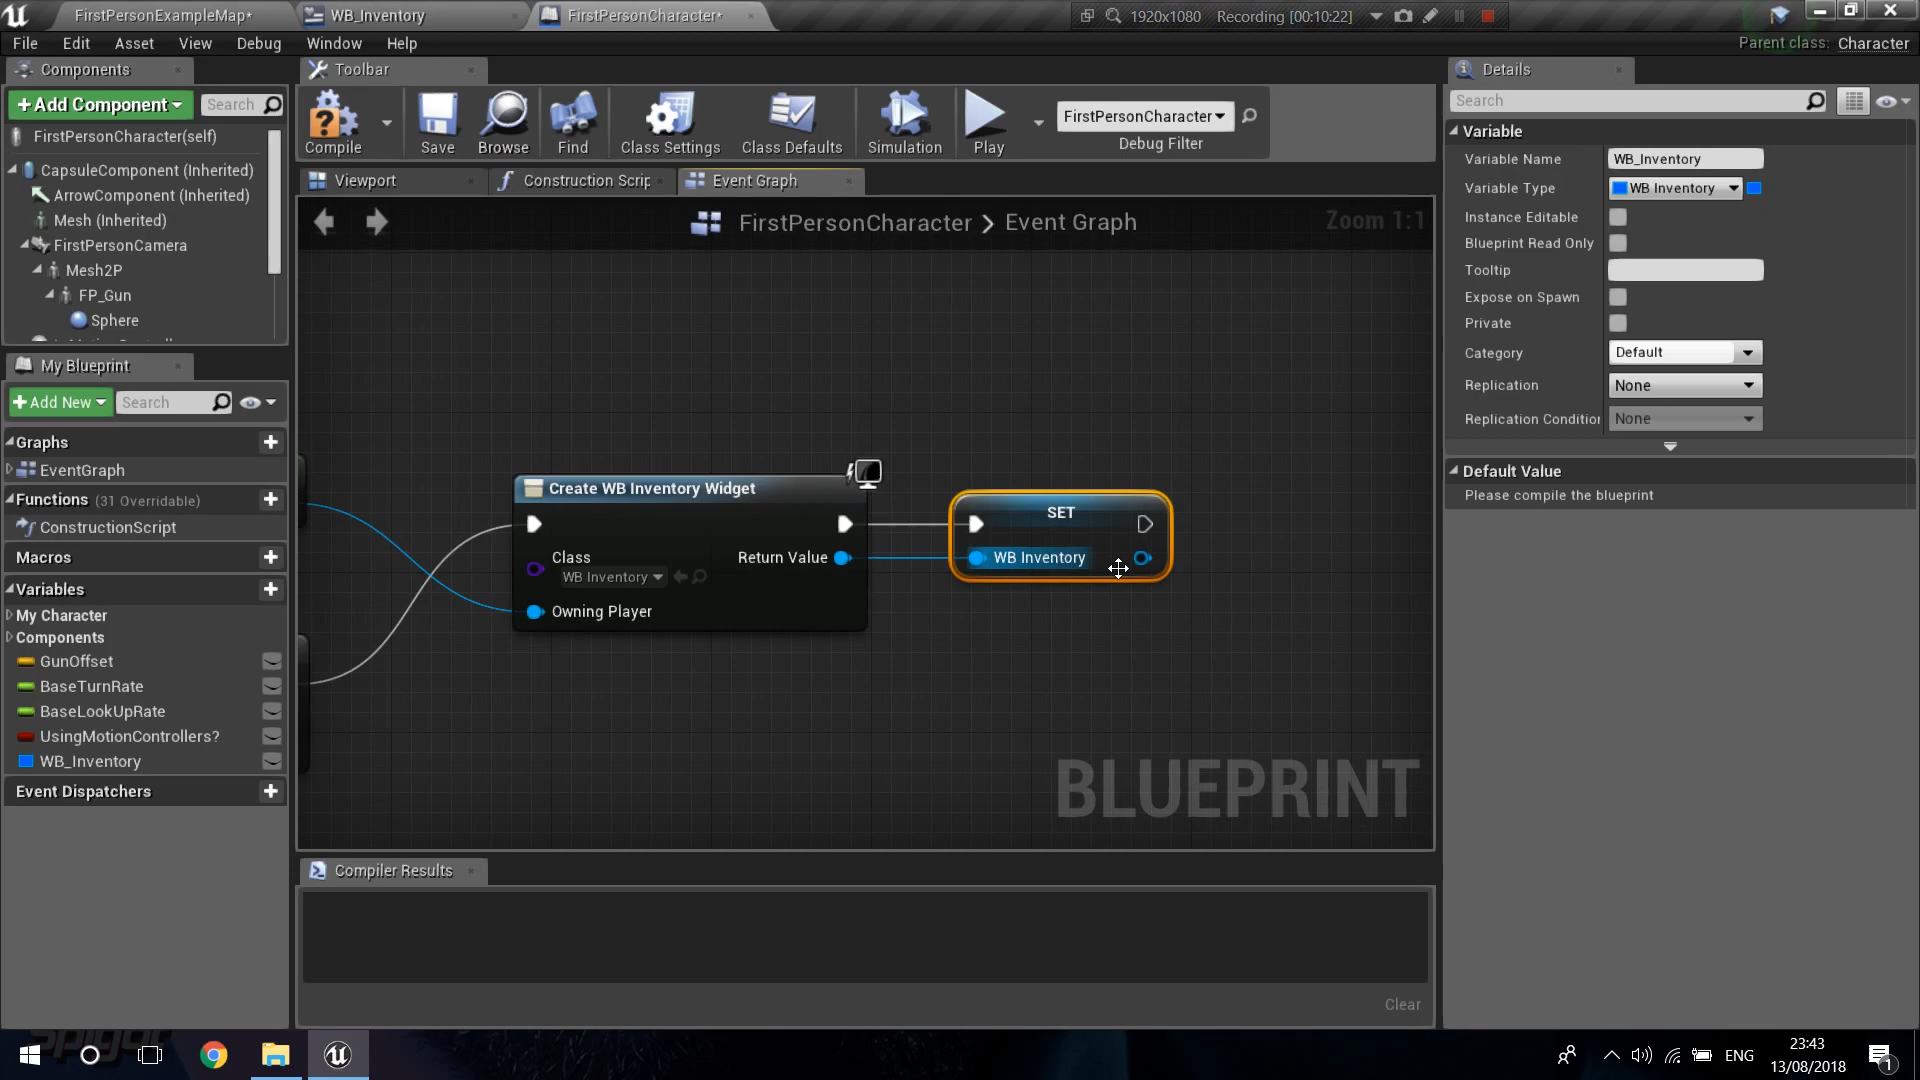 FirstPersonExampleMap*
WB_Inventory
FirstPersonCharacter*
1920x1080
Recording [00:10:22]
File
Edit
Asset
View
Debug
Window
Help
Parent class: Character
Components
+Add Component
Search
FirstPersonCharacter(self)
CapsuleComponent (Inherited)
ArrowComponent (Inherited)
Mesh (Inherited)
FirstPersonCamera
Mesh2P
FP_Gun
Sphere
Toolbar
Compile
Save
Browse
Find
Class Settings
Class Defaults
Simulation
Play
FirstPersonCharacter
Debug Filter
Viewport
Construction Scrip
Event Graph
FirstPersonCharacter > Event Graph
Zoom 1:1
My Blueprint
+Add New
Search
Graphs
EventGraph
Functions (31 Overridable)
ConstructionScript
Macros
Variables
My Character
Components
GunOffset
BaseTurnRate
BaseLookUpRate
UsingMotionControllers?
WB_Inventory
Event Dispatchers
Create WB Inventory Widget
Class
WB Inventory
Return Value
Owning Player
SET
WB Inventory
BLUEPRINT
Compiler Results
Clear
Details
Search
Variable
Variable Name
WB_Inventory
Variable Type
WB Inventory
Instance Editable
Blueprint Read Only
Tooltip
Expose on Spawn
Private
Category
Default
Replication
None
Replication Condition
None
Default Value
Please compile the blueprint
ENG
23:43
13/08/2018
1